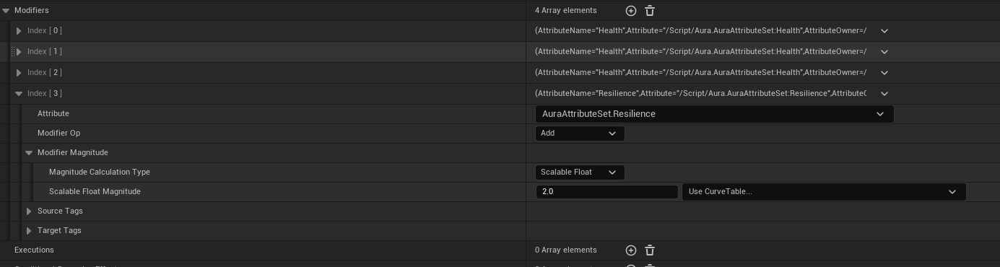 Modifiers 4 Array elements
Index [ 0 ] (AttributeName="Health",Attribute="/Script/Aura.AuraAttributeSet:Health",AttributeOwner=/
Index [ 1 ] (AttributeName="Health",Attribute="/Script/Aura.AuraAttributeSet:Health",AttributeOwner=/
Index [ 2 ] (AttributeName="Health",Attribute="/Script/Aura.AuraAttributeSet:Health",AttributeOwner=/
Index [ 3 ] (AttributeName="Resilience",Attribute="/Script/Aura.AuraAttributeSet:Resilience",Attribute
Attribute AuraAttributeSet.Resilience
Modifier Op Add
Modifier Magnitude
Magnitude Calculation Type Scalable Float
Scalable Float Magnitude 2.0 Use CurveTable...
Source Tags
Target Tags
Executions 0 Array elements